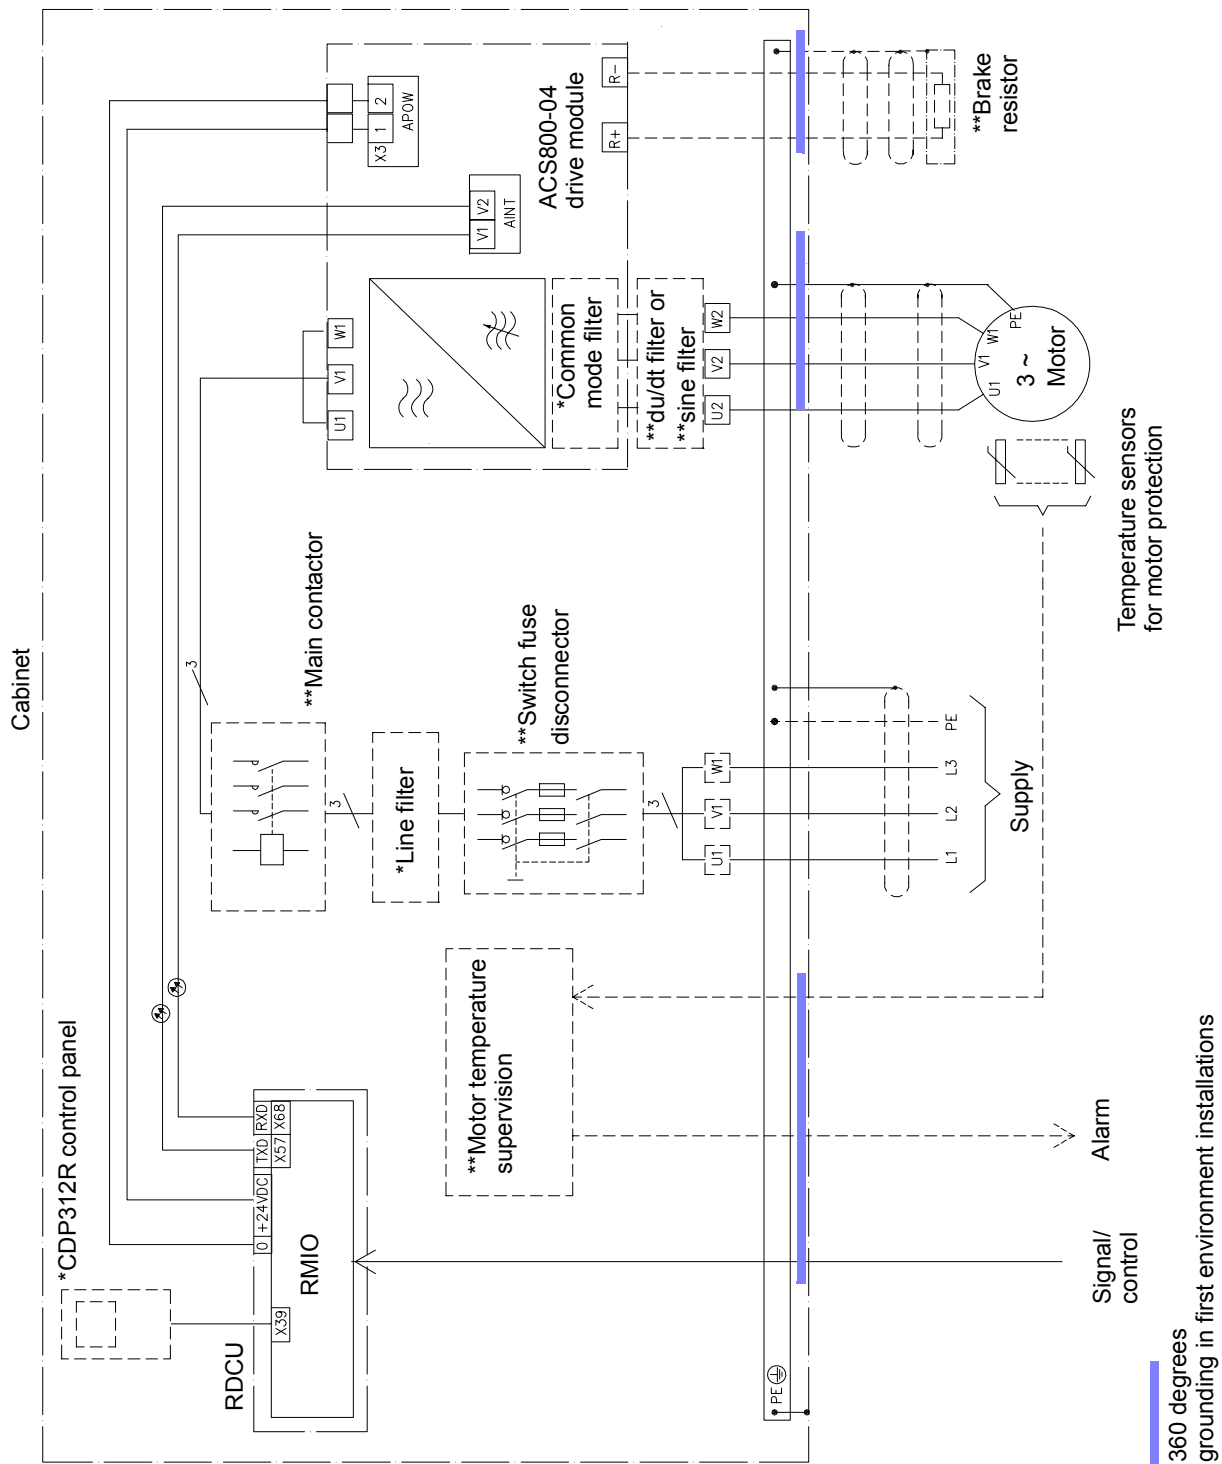 Cabinet
*CDP312R control panel
RDCU
RMIO
X39
0
+24VDC
TXD
RXD
X57
X68
3
**Main contactor
3
*Line filter
**Switch fuse
disconnector
3
U1
V1
W1
L1
L2
L3
PE
Supply
**Motor temperature
supervision
U1
V1
W1
X3
1
2
APOW
V1
V2
AINT
ACS800-04
drive module
R+
R−
*Common
mode filter
**du/dt filter or
**sine filter
U2
V2
W2
U1
V1
W1
PE
3 ~
Motor
**Brake
resistor
Temperature sensors
for motor protection
PE
Signal/
control
Alarm
360 degrees
grounding in first environment installations